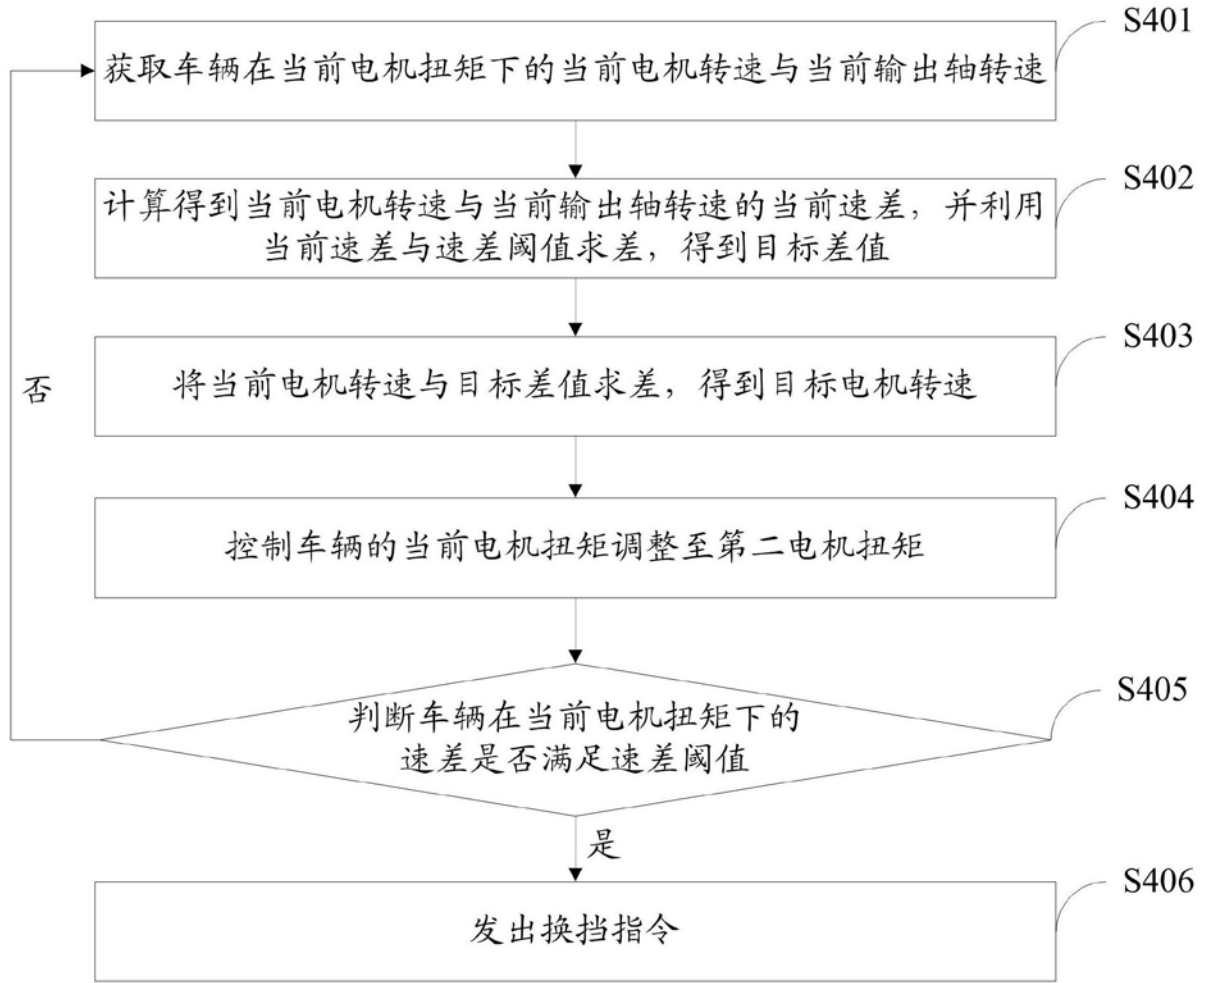 S401
获取车辆在当前电机扭矩下的当前电机转速与当前输出轴转速
S402
计算得到当前电机转速与当前输出轴转速的当前速差，并利用
当前速差与速差阈值求差，得到目标差值
S403
将当前电机转速与目标差值求差，得到目标电机转速
否
S404
控制车辆的当前电机扭矩调整至第二电机扭矩
S405
判断车辆在当前电机扭矩下的
速差是否满足速差阈值
是
S406
发出换挡指令